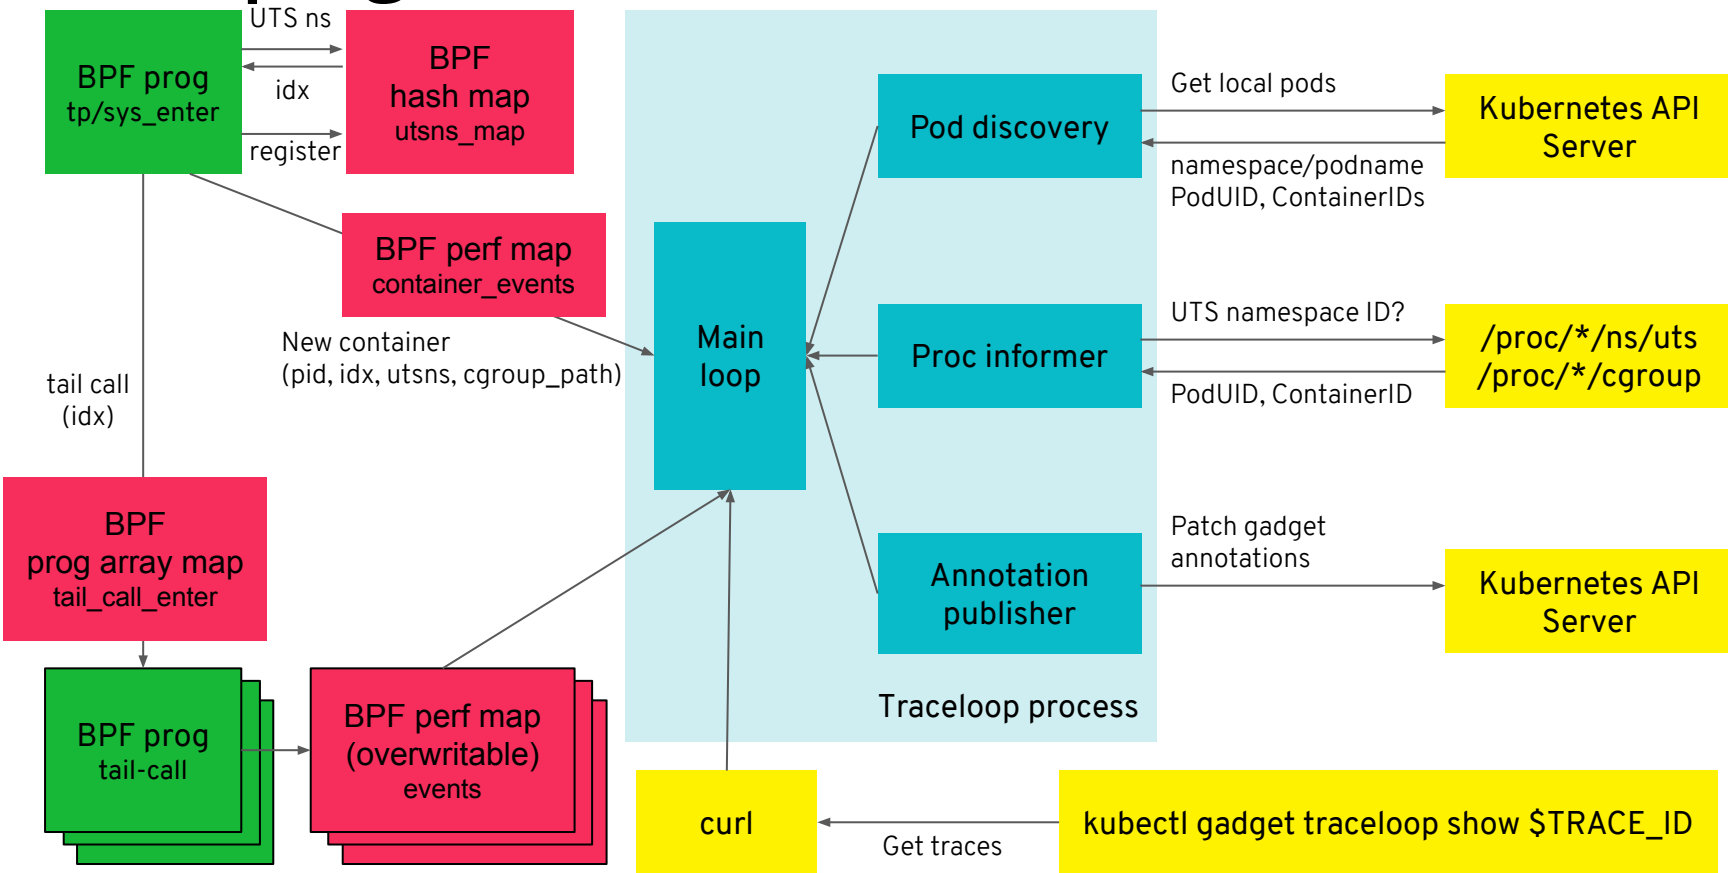 UTS ns
BPF prog
tp/sys_enter
idx
register
BPF
hash map
utsns_map
BPF perf map
container_events
New container
(pid, idx, utsns, cgroup_path)
tail call
(idx)
BPF
prog array map
tail_call_enter
BPF prog
tail-call
BPF perf map
(overwritable)
events
Main
loop
Pod discovery
Proc informer
Annotation
publisher
Traceloop process
Get local pods
namespace/podname
PodUID, ContainerIDs
Kubernetes API
Server
UTS namespace ID?
PodUID, ContainerID
/proc/*/ns/uts
/proc/*/cgroup
Patch gadget
annotations
Kubernetes API
Server
curl
Get traces
kubectl gadget traceloop show $TRACE_ID